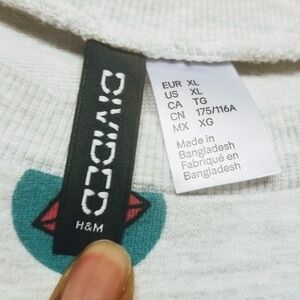 DIVIDED
H&M
EUR XL
US XL
CA TG
CN 175/116A
MX XG
Made in
Bangladesh
Fabriqué en
Bangladesh